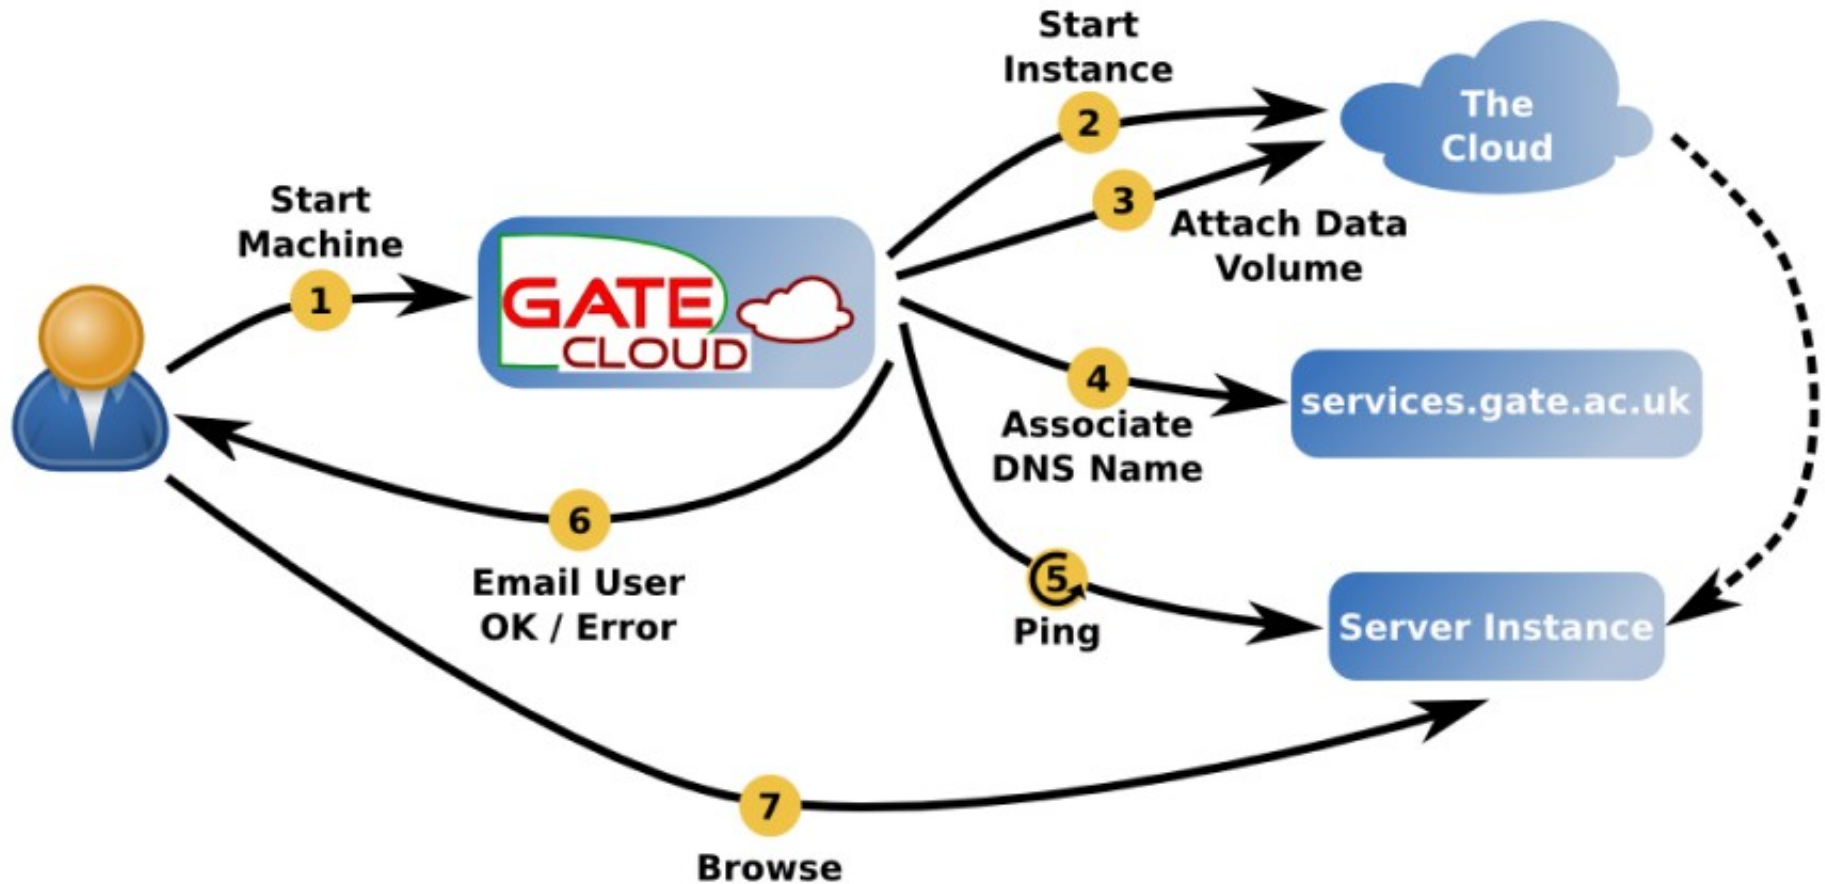 Start
Machine
1
GATE
CLOUD
Start
Instance
2
3
Attach Data
Volume
The
Cloud
4
Associate
DNS Name
services.gate.ac.uk
5
Ping
Server Instance
6
Email User
OK / Error
7
Browse